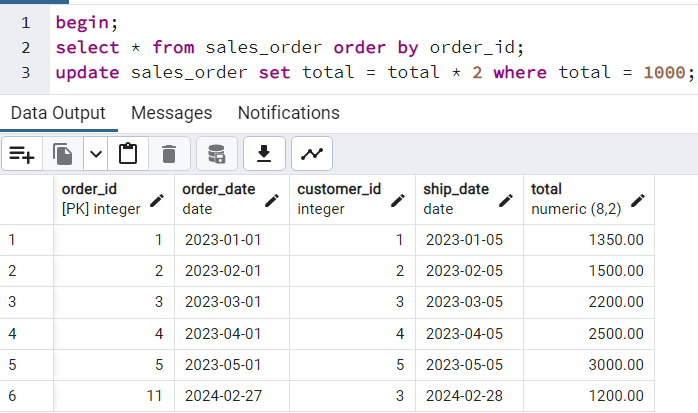 1 begin;
2 select * from sales_order order by order_id;
3 update sales_order set total = total * 2 where total = 1000;
Data Output Messages Notifications
order_id order_date customer_id ship_date total
[PK] integer date integer date numeric (8,2)
1 1 2023-01-01 1 2023-01-05 1350.00
2 2 2023-02-01 2 2023-02-05 1500.00
3 3 2023-03-01 3 2023-03-05 2200.00
4 4 2023-04-01 4 2023-04-05 2500.00
5 5 2023-05-01 5 2023-05-05 3000.00
6 11 2024-02-27 3 2024-02-28 1200.00